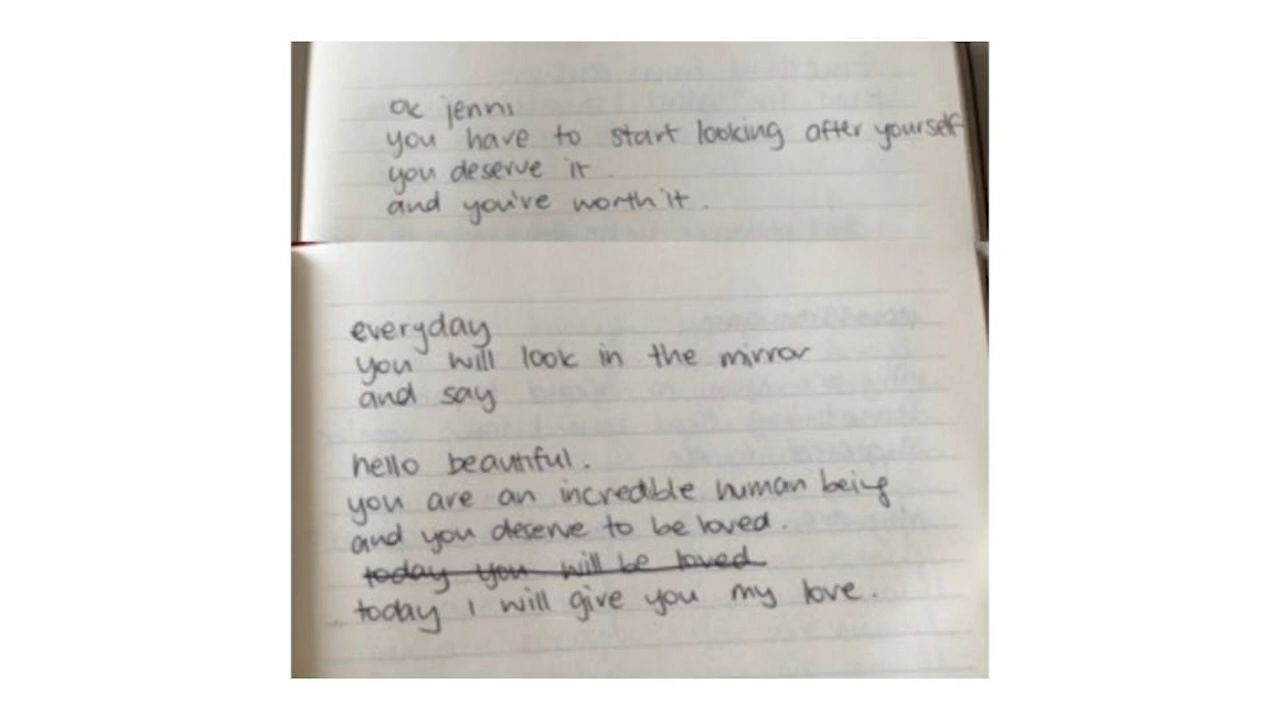 ok jenni
you have to start looking after yourself
you deserve it.
and you've worth it.
everyday
you will look in the mirror
and say
hello beautiful.
you are an incredible human being
and you deserve to be loved.
today you will be loved
today I will give you my love.